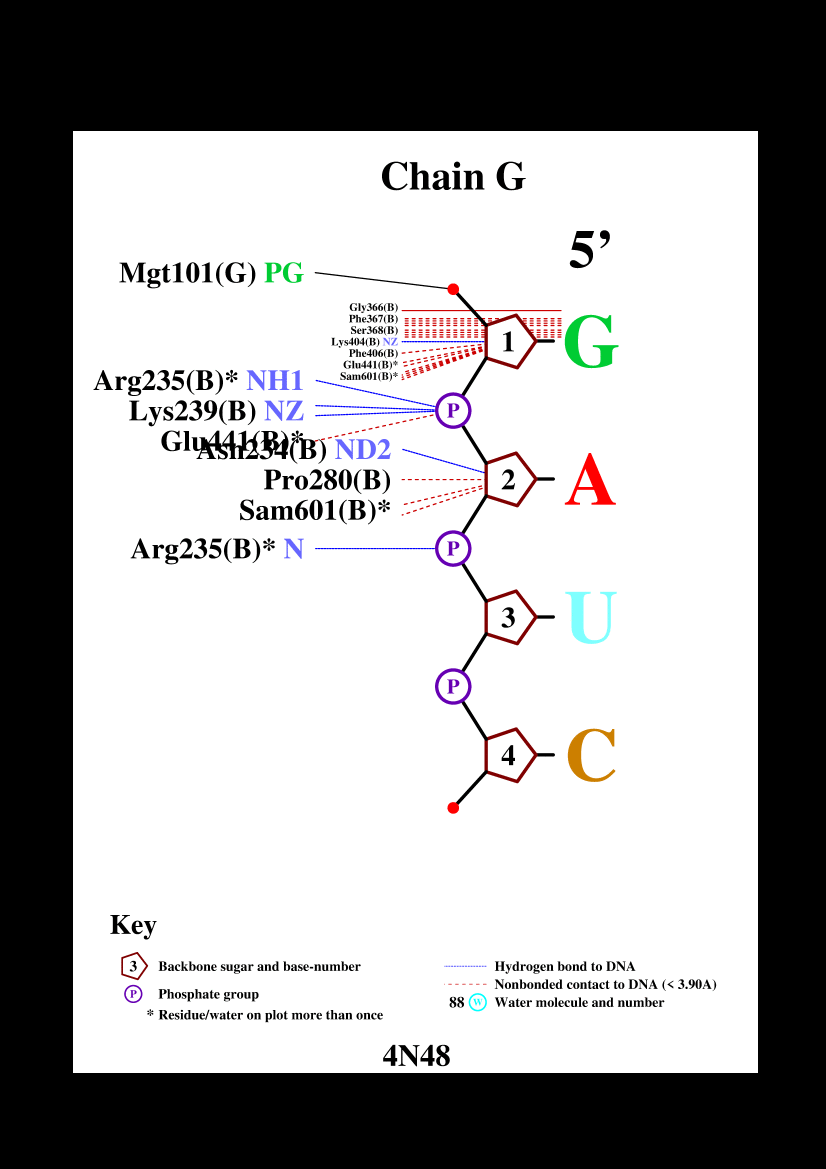 Chain G
5’
Mgt101(G) PG
Gly366(B)
Phe367(B)
Ser368(B)
Lys404(B) NZ
Phe406(B)
Glu441(B)*
Sam601(B)*
1 G
Arg235(B)* NH1
Lys239(B) NZ
P
Glu441(B)*
Asn234(B) ND2
Pro280(B)
2 A
Sam601(B)*
Arg235(B)* N
P
3 U
P
4 C
Key
3 Backbone sugar and base-number
P Phosphate group
* Residue/water on plot more than once
Hydrogen bond to DNA
Nonbonded contact to DNA (< 3.90A)
88 W Water molecule and number
4N48